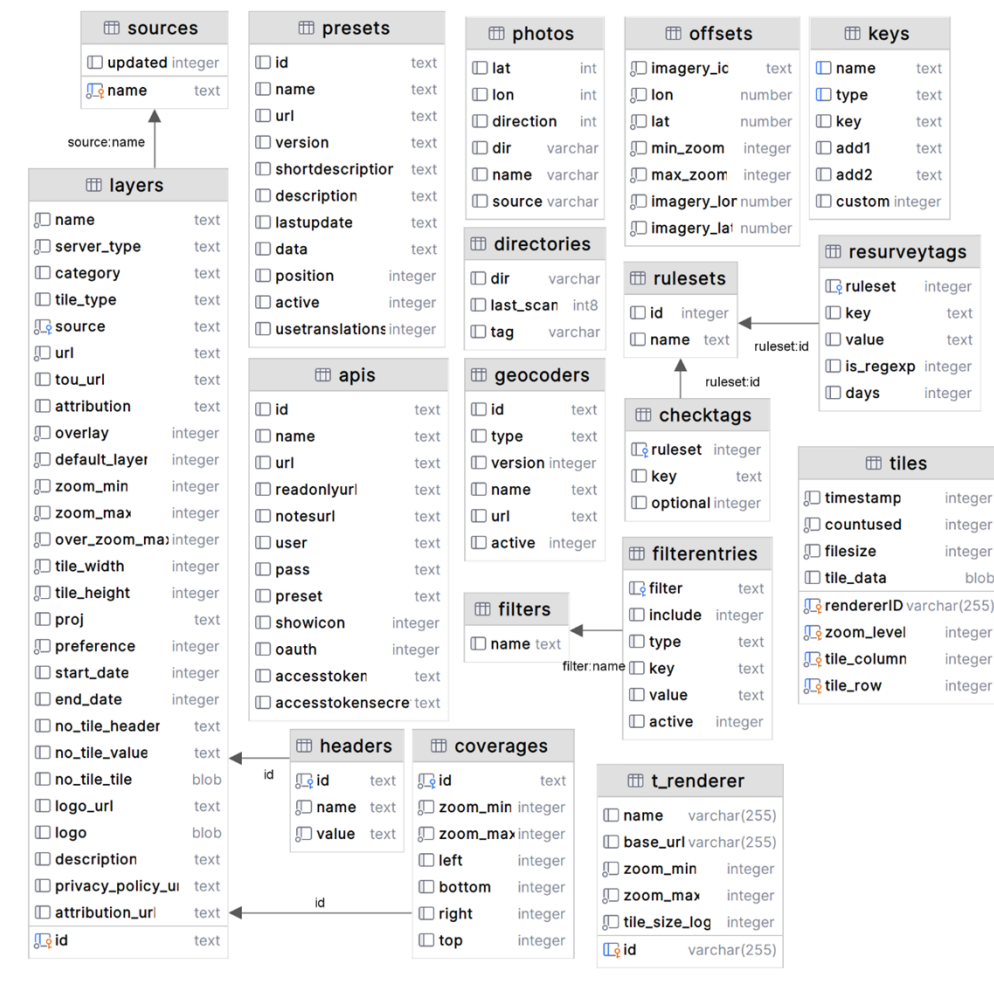 sources
updated integer
name text
source:name
layers
name text
server_type text
category text
tile_type text
source text
url text
tou_url text
attribution text
overlay integer
default_layer integer
zoom_min integer
zoom_max integer
over_zoom_max integer
tile_width integer
tile_height integer
proj text
preference integer
start_date integer
end_date integer
no_tile_header text
no_tile_value text
no_tile_tile blob
logo_url text
logo blob
description text
privacy_policy_ur text
attribution_url text
id text
presets
id text
name text
url text
version text
shortdescription text
description text
lastupdate text
data text
position integer
active integer
usetranslations integer
apis
id text
name text
url text
readonlyurl text
notesurl text
user text
pass text
preset text
showicon integer
oauth integer
accesstoken text
accesstokensecre text
photos
lat int
lon int
direction int
dir varchar
name varchar
source varchar
directories
dir varchar
last_scan int8
tag varchar
geocoders
id text
type text
version integer
name text
url text
active integer
filters
name text
filter:name
offsets
imagery_id text
lon number
lat number
min_zoom integer
max_zoom integer
imagery_lon number
imagery_lat number
keys
name text
type text
key text
add1 text
add2 text
custom integer
rulesets
id integer
name text
ruleset:id
resurveytags
ruleset integer
key text
value text
is_regexp integer
days integer
ruleset:id
checktags
ruleset integer
key text
optional integer
filterentries
filter text
include integer
type text
key text
value text
active integer
tiles
timestamp integer
countused integer
filesize integer
tile_data blob
rendererID varchar(255)
zoom_level integer
tile_column integer
tile_row integer
headers
id text
name text
value text
id
coverages
id text
zoom_min integer
zoom_max integer
left integer
bottom integer
right integer
top integer
id
t_renderer
name varchar(255)
base_url varchar(255)
zoom_min integer
zoom_max integer
tile_size_log integer
id varchar(255)